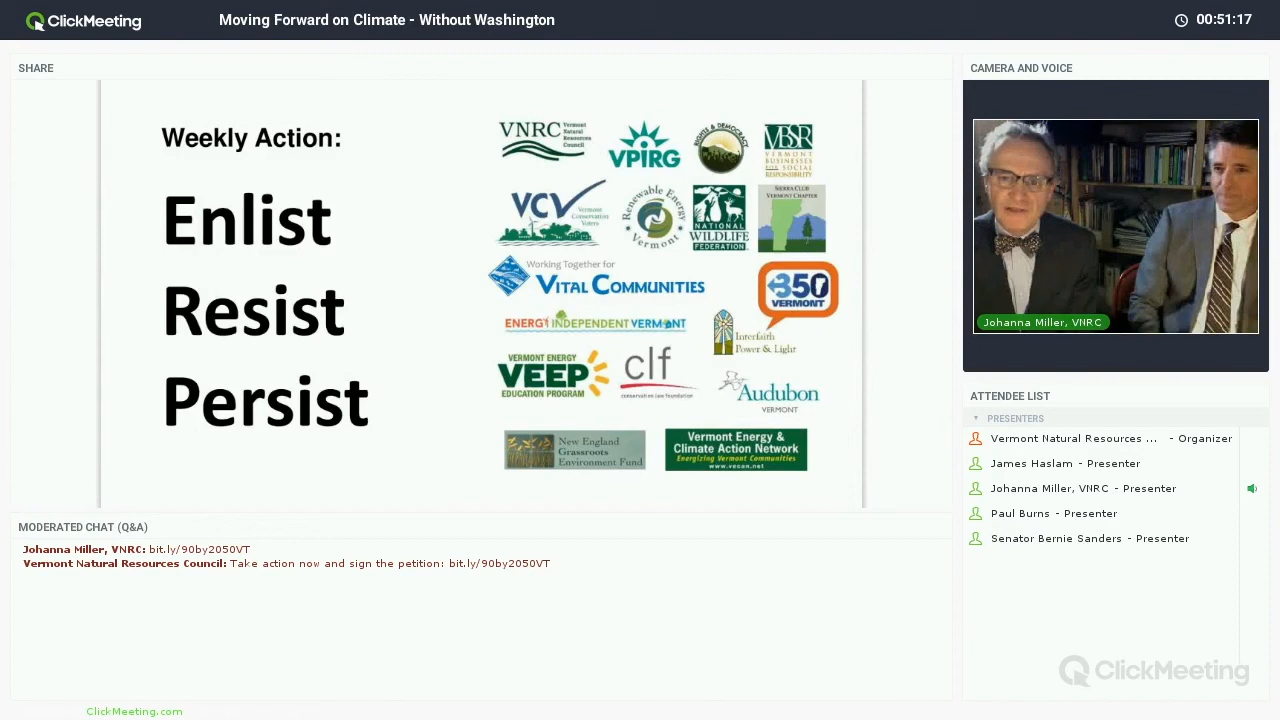 ClickMeeting
Moving Forward on Climate - Without Washington
00:51:17
SHARE
Weekly Action:
Enlist
Resist
Persist
VNRC Vermont Natural Resources Council
VPIRG
RIGHTS & DEMOCRACY
VBSR
VERMONT
BUSINESSES
FOR SOCIAL
RESPONSIBILITY
VCV Vermont Conservation Voters
Renewable Energy Vermont
NATIONAL
WILDLIFE
FEDERATION
SIERRA CLUB
VERMONT CHAPTER
Working Together for
VITAL COMMUNITIES
350
VERMONT
ENERGY INDEPENDENT VERMONT
Interfaith
Power & Light
VERMONT ENERGY
VEEP
EDUCATION PROGRAM
clf
conservation law foundation
Audubon
VERMONT
New England
Grassroots
Environment Fund
Vermont Energy &
Climate Action Network
Energizing Vermont Communities
www.vecan.net
MODERATED CHAT (Q&A)
Johanna Miller, VNRC: bit.ly/90by2050VT
Vermont Natural Resources Council: Take action now and sign the petition: bit.ly/90by2050VT
CAMERA AND VOICE
Johanna Miller, VNRC
ATTENDEE LIST
PRESENTERS
Vermont Natural Resources ... - Organizer
James Haslam - Presenter
Johanna Miller, VNRC - Presenter
Paul Burns - Presenter
Senator Bernie Sanders - Presenter
ClickMeeting
ClickMeeting.com